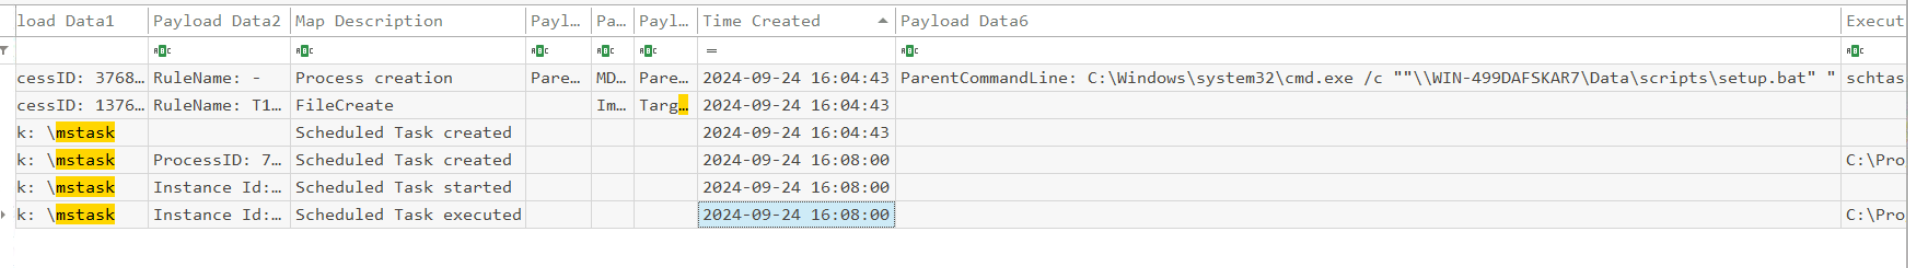 load Data1 Payload Data2 Map Description Payl… Pa… Payl… Time Created Payload Data6 Execut
= 
cessID: 3768… RuleName: - Process creation Pare… MD… Pare… 2024-09-24 16:04:43 ParentCommandLine: C:\Windows\system32\cmd.exe /c ""\\WIN-499DAFSKAR7\Data\scripts\setup.bat" " schtas
cessID: 1376… RuleName: T1… FileCreate Im… Targ… 2024-09-24 16:04:43
k: \mstask Scheduled Task created 2024-09-24 16:04:43
k: \mstask ProcessID: 7… Scheduled Task created 2024-09-24 16:08:00 C:\Pro
k: \mstask Instance Id:… Scheduled Task started 2024-09-24 16:08:00
k: \mstask Instance Id:… Scheduled Task executed 2024-09-24 16:08:00 C:\Pro